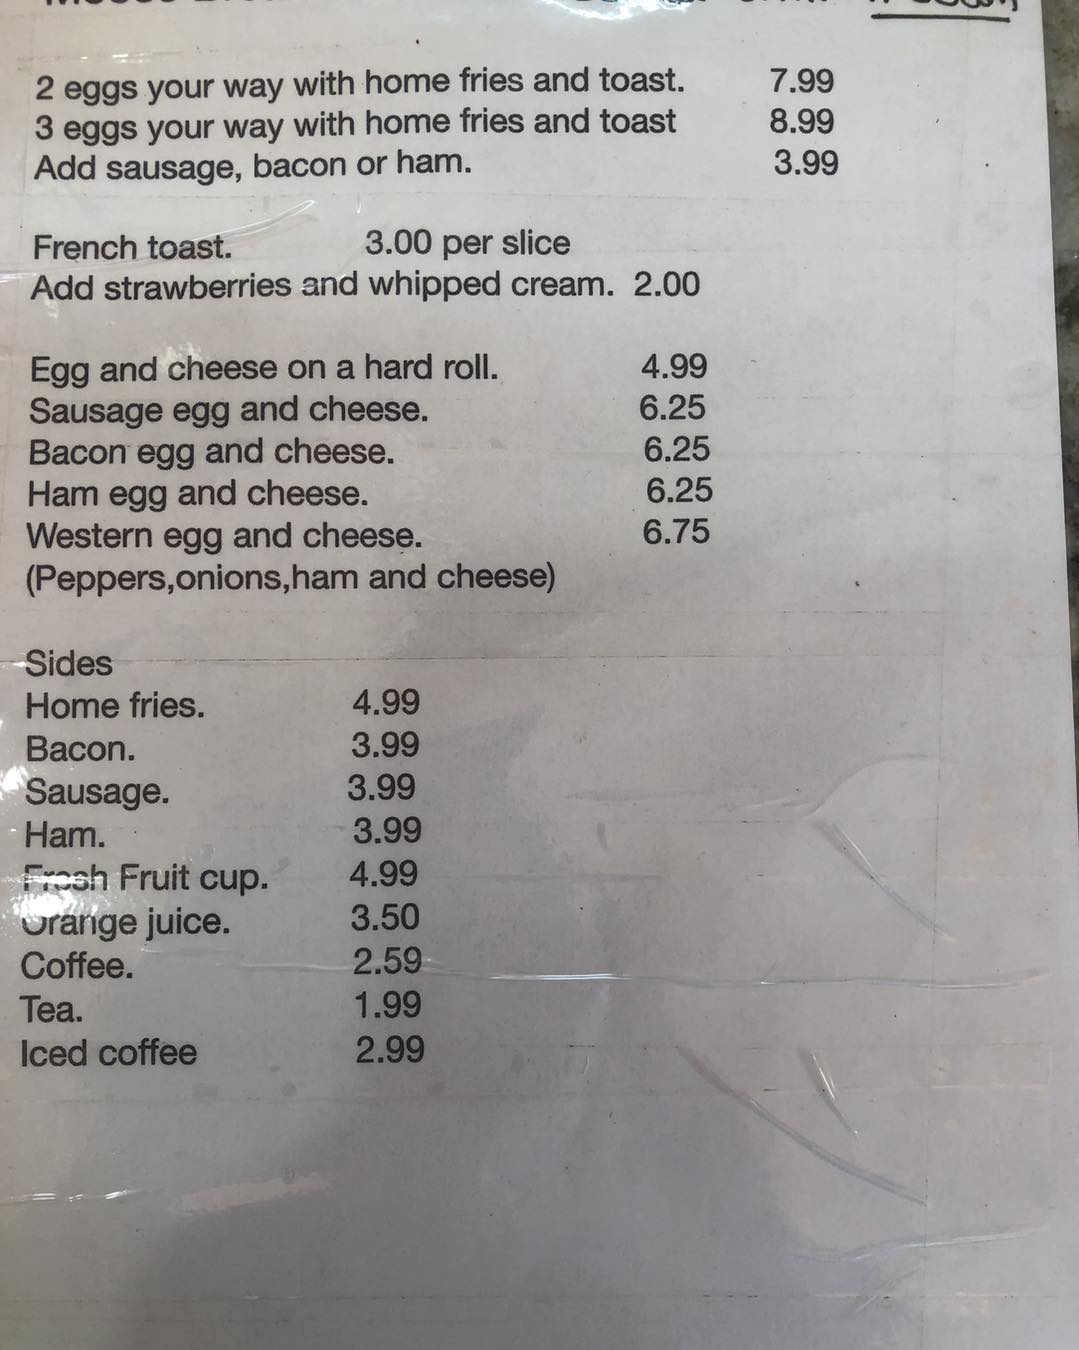 2 eggs your way with home fries and toast. 7.99
3 eggs your way with home fries and toast 8.99
Add sausage, bacon or ham. 3.99
French toast. 3.00 per slice
Add strawberries and whipped cream. 2.00
Egg and cheese on a hard roll. 4.99
Sausage egg and cheese. 6.25
Bacon egg and cheese. 6.25
Ham egg and cheese. 6.25
Western egg and cheese. 6.75
(Peppers,onions,ham and cheese)
Sides
Home fries. 4.99
Bacon. 3.99
Sausage. 3.99
Ham. 3.99
Fresh Fruit cup. 4.99
Orange juice. 3.50
Coffee. 2.59
Tea. 1.99
Iced coffee 2.99